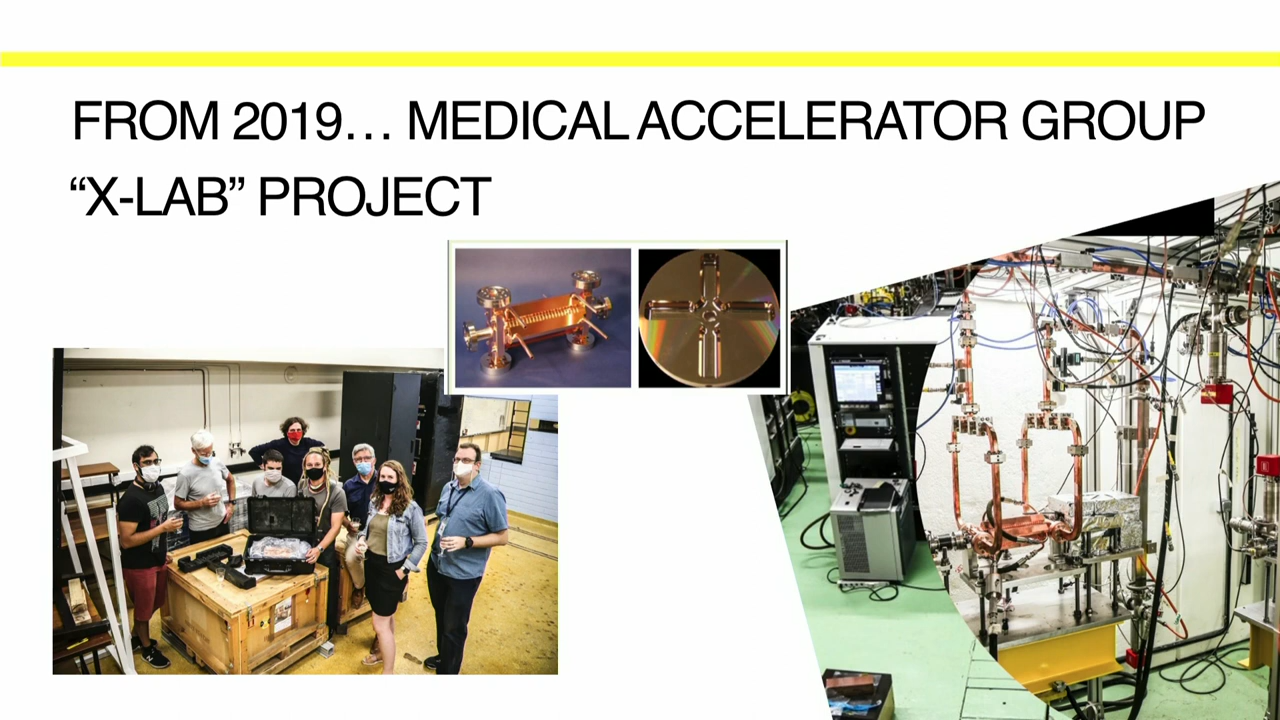 FROM 2019… MEDICAL ACCELERATOR GROUP
“X-LAB” PROJECT